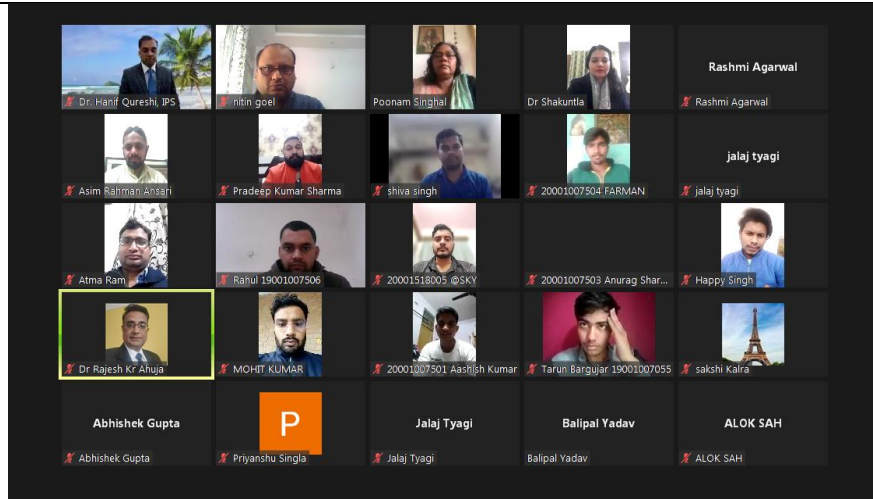 Dr. Hanif Qureshi, IPS
nitin goel
Poonam Singhal
Dr Shakuntla
Rashmi Agarwal
Rashmi Agarwal
Asim Rahman Ansari
Pradeep Kumar Sharma
shiva singh
20001007504 FARMAN
jalaj tyagi
jalaj tyagi
Atma Ram
Rahul 19001007506
20001518005 ©SKY
20001007503 Anurag Shar...
Happy Singh
Dr Rajesh Kr Ahuja
MOHIT KUMAR
20001007501 Aashish Kumar
Tarun Bargujar 19001007055
sakshi Kalra
Abhishek Gupta
Abhishek Gupta
P
Priyanshu Singla
Jalaj Tyagi
Jalaj Tyagi
Balipal Yadav
Balipal Yadav
ALOK SAH
ALOK SAH